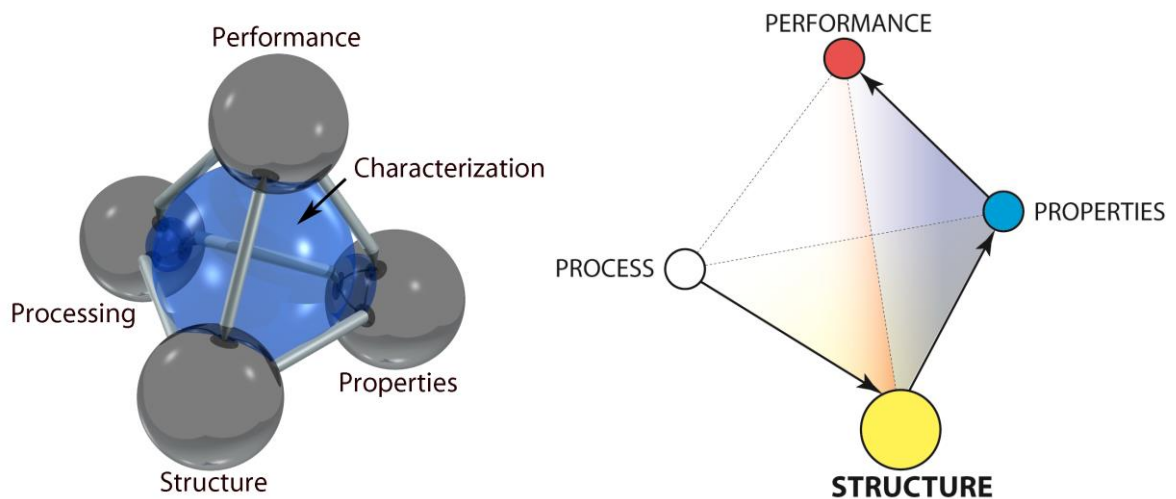 Performance
Characterization
Processing
Properties
Structure
PERFORMANCE
PROPERTIES
PROCESS
STRUCTURE